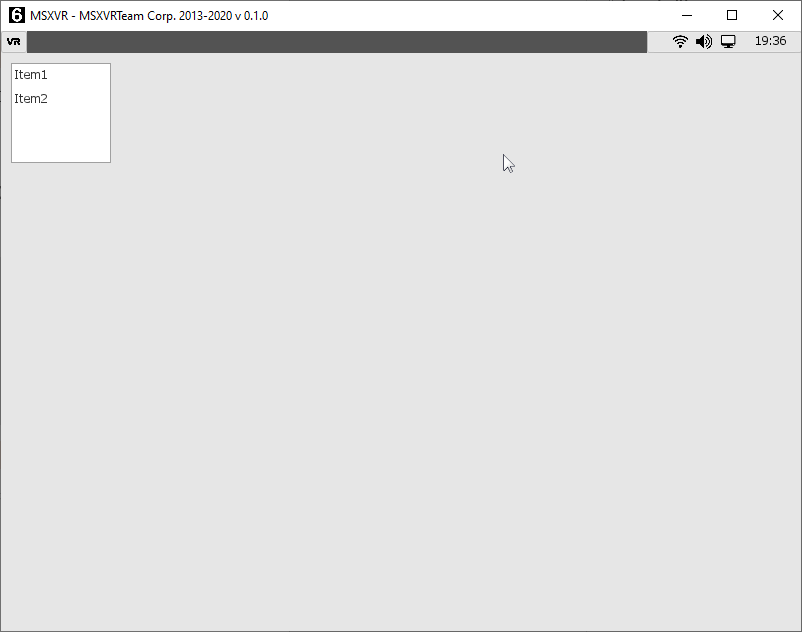 MSXVR - MSXVRTeam Corp. 2013-2020 v 0.1.0
VR 19:36
Item1
Item2